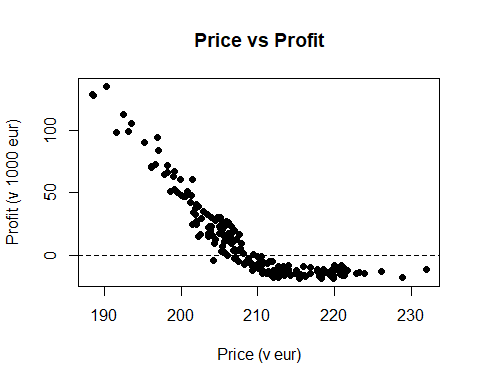 Price vs Profit
Profit (v 1000 eur)
100
50
0
190 200 210 220 230
Price (v eur)